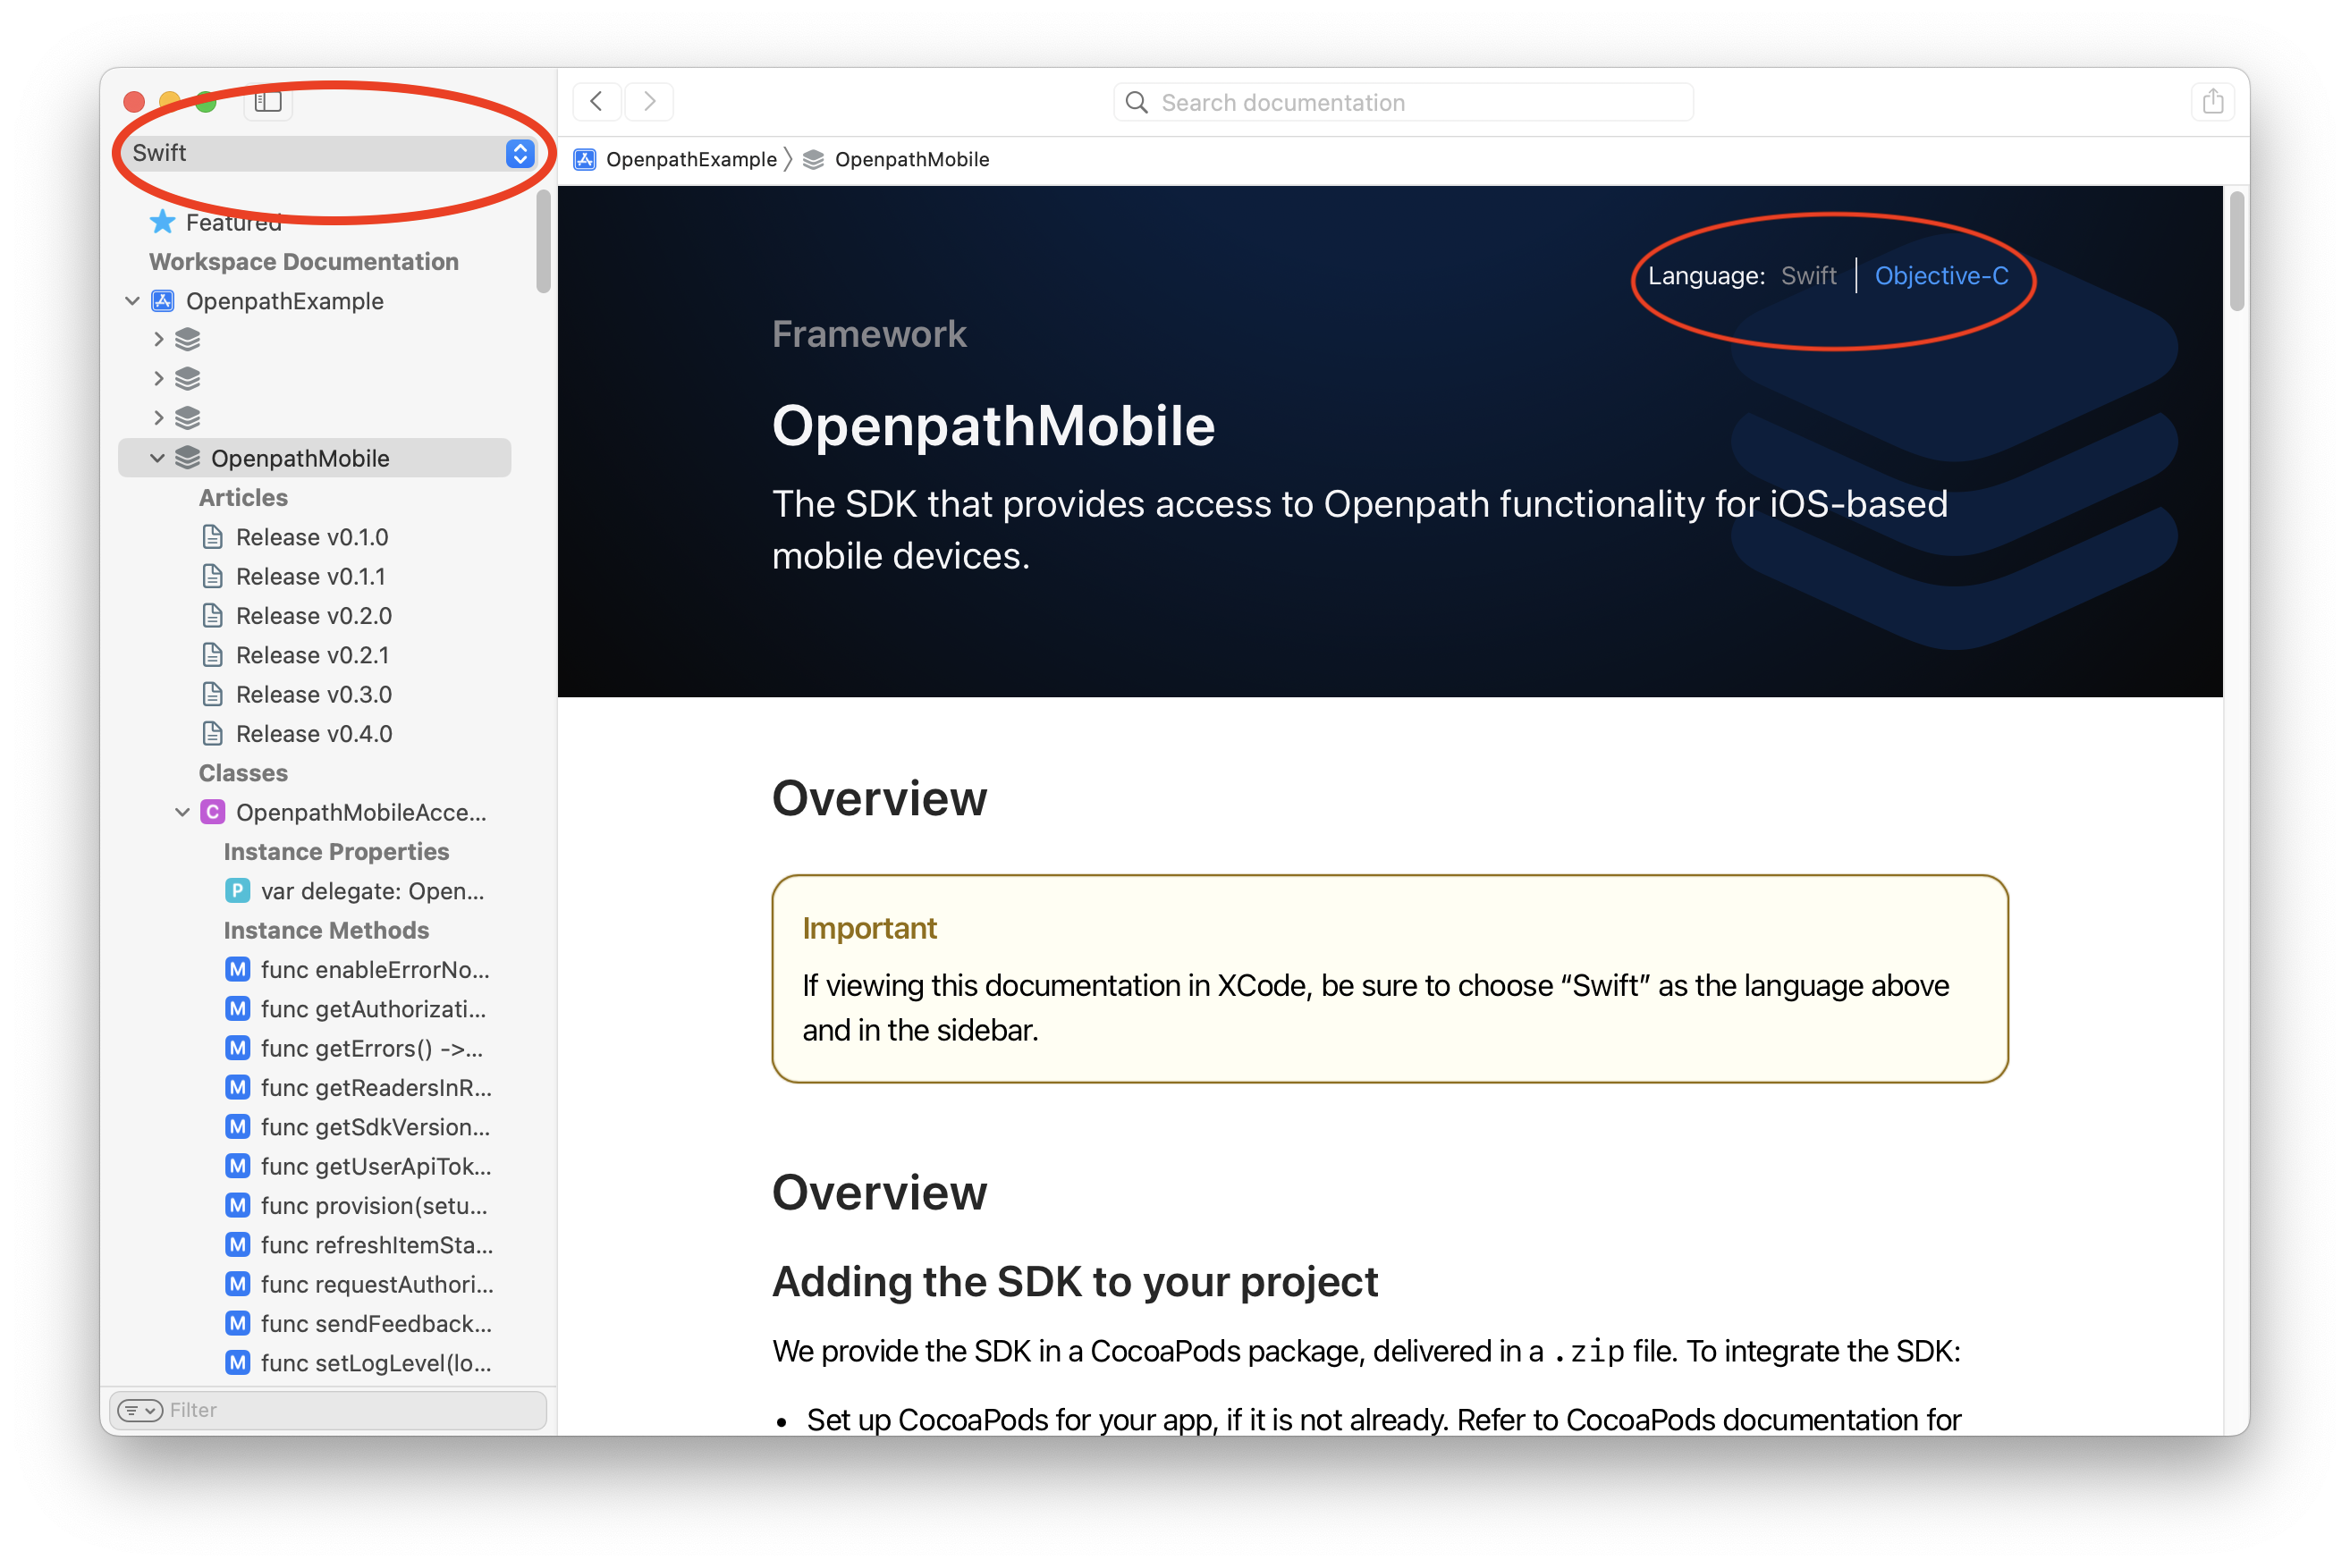 Swift
Featured
Workspace Documentation
OpenpathExample
OpenpathMobile
Articles
Release v0.1.0
Release v0.1.1
Release v0.2.0
Release v0.2.1
Release v0.3.0
Release v0.4.0
Classes
C OpenpathMobileAcce...
Instance Properties
P var delegate: Open...
Instance Methods
M func enableErrorNo...
M func getAuthorizati...
M func getErrors() ->...
M func getReadersInR...
M func getSdkVersion...
M func getUserApiTok...
M func provision(setu...
M func refreshItemSta...
M func requestAuthori...
M func sendFeedback...
M func setLogLevel(lo...
Filter
Search documentation
OpenpathExample OpenpathMobile
Language: Swift | Objective-C
Framework
OpenpathMobile
The SDK that provides access to Openpath functionality for iOS-based
mobile devices.
Overview
Important
If viewing this documentation in XCode, be sure to choose “Swift” as the language above
and in the sidebar.
Overview
Adding the SDK to your project
We provide the SDK in a CocoaPods package, delivered in a .zip file. To integrate the SDK:
• Set up CocoaPods for your app, if it is not already. Refer to CocoaPods documentation for